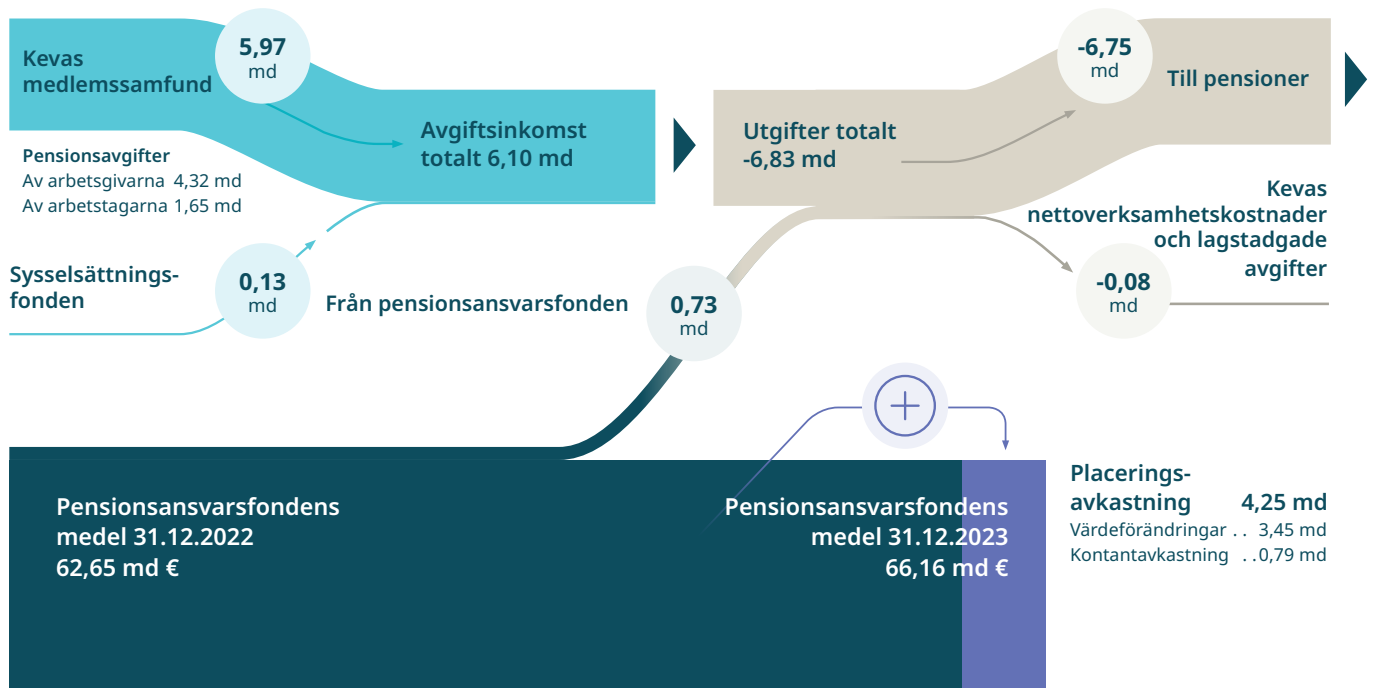 Kevas
medlemssamfund
5,97
md
Avgiftsinkomst
totalt 6,10 md
Pensionsavgifter
Av arbetsgivarna 4,32 md
Av arbetstagarna 1,65 md
Sysselsättnings-
fonden
0,13
md
Från pensionsansvarsfonden
0,73
md
Utgifter totalt
-6,83 md
-6,75
md
Till pensioner
Kevas
nettoverksamhetskostnader
och lagstadgade
avgifter
-0,08
md
Pensionsansvarsfondens
medel 31.12.2022
62,65 md €
Pensionsansvarsfondens
medel 31.12.2023
66,16 md €
Placerings-
avkastning 4,25 md
Värdeförändringar . . 3,45 md
Kontantavkastning . . 0,79 md